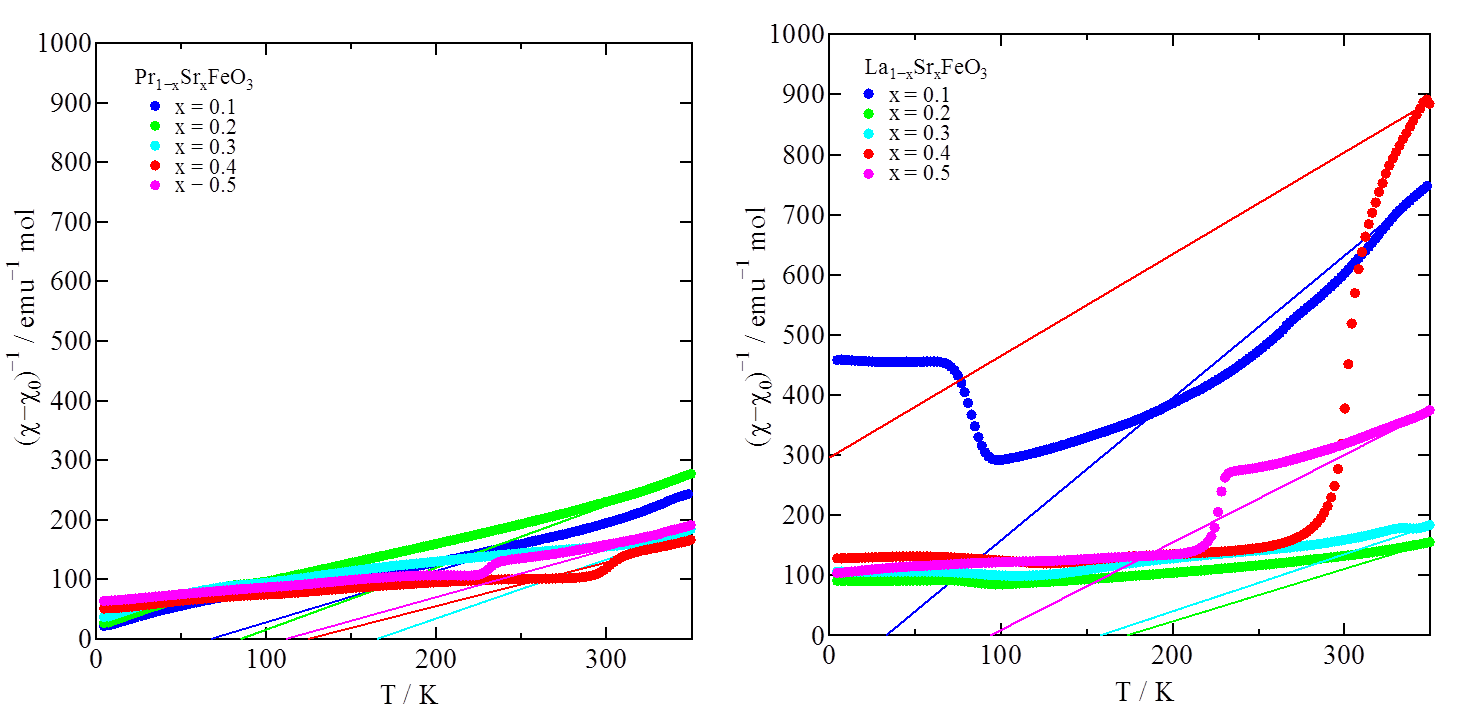 1000
900
800
700
600
500
400
300
200
100
0
(χ−χ₀)⁻¹ / emu⁻¹ mol
Pr₁₋ₓSrₓFeO₃
x = 0.1
x = 0.2
x = 0.3
x = 0.4
x − 0.5
0 100 200 300
T / K
1000
900
800
700
600
500
400
300
200
100
0
(χ−χ₀)⁻¹ / emu⁻¹ mol
La₁₋ₓSrₓFeO₃
x = 0.1
x = 0.2
x = 0.3
x = 0.4
x = 0.5
0 100 200 300
T / K